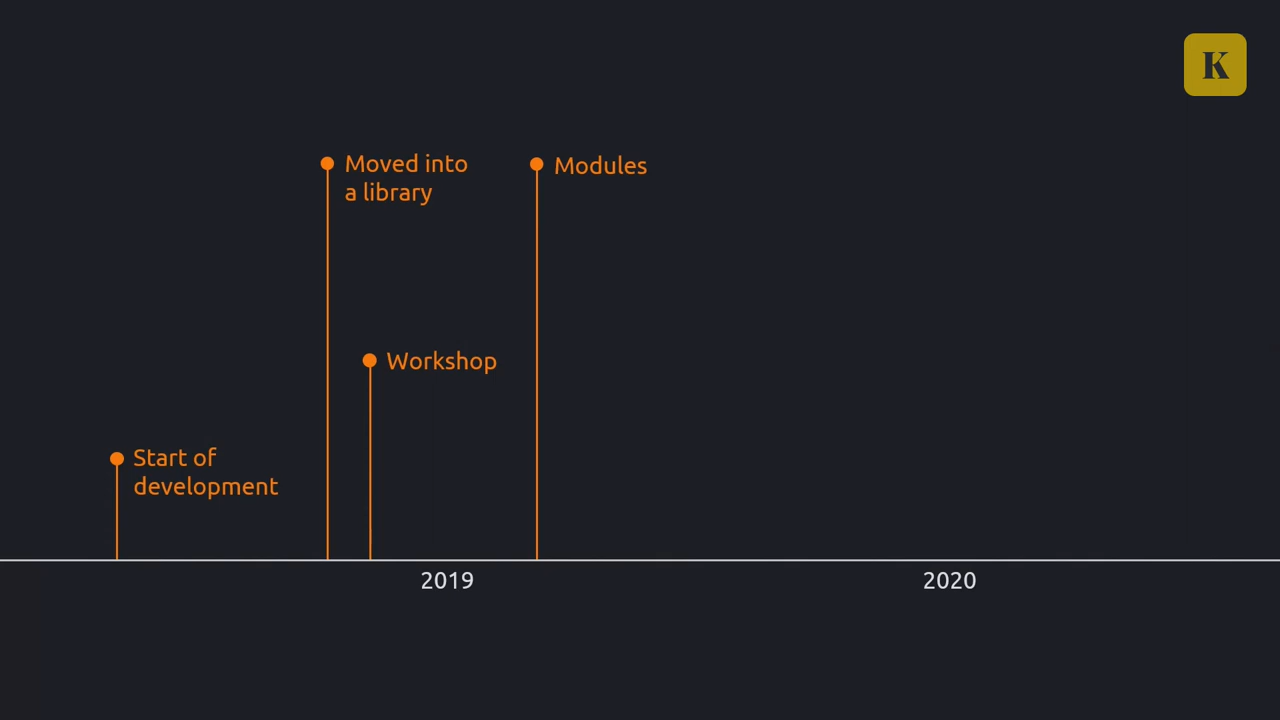 K
Moved into
a library
Modules
Workshop
Start of
development
2019
2020